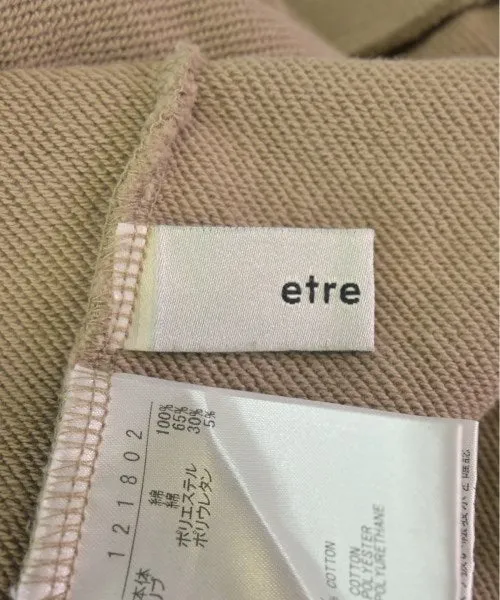 etre
121802
本体 綿 100%
リブ 綿 65%
ポリエステル 30%
ポリウレタン 5%
% COTTON
COTTON
POLYESTER
POLYURETHANE